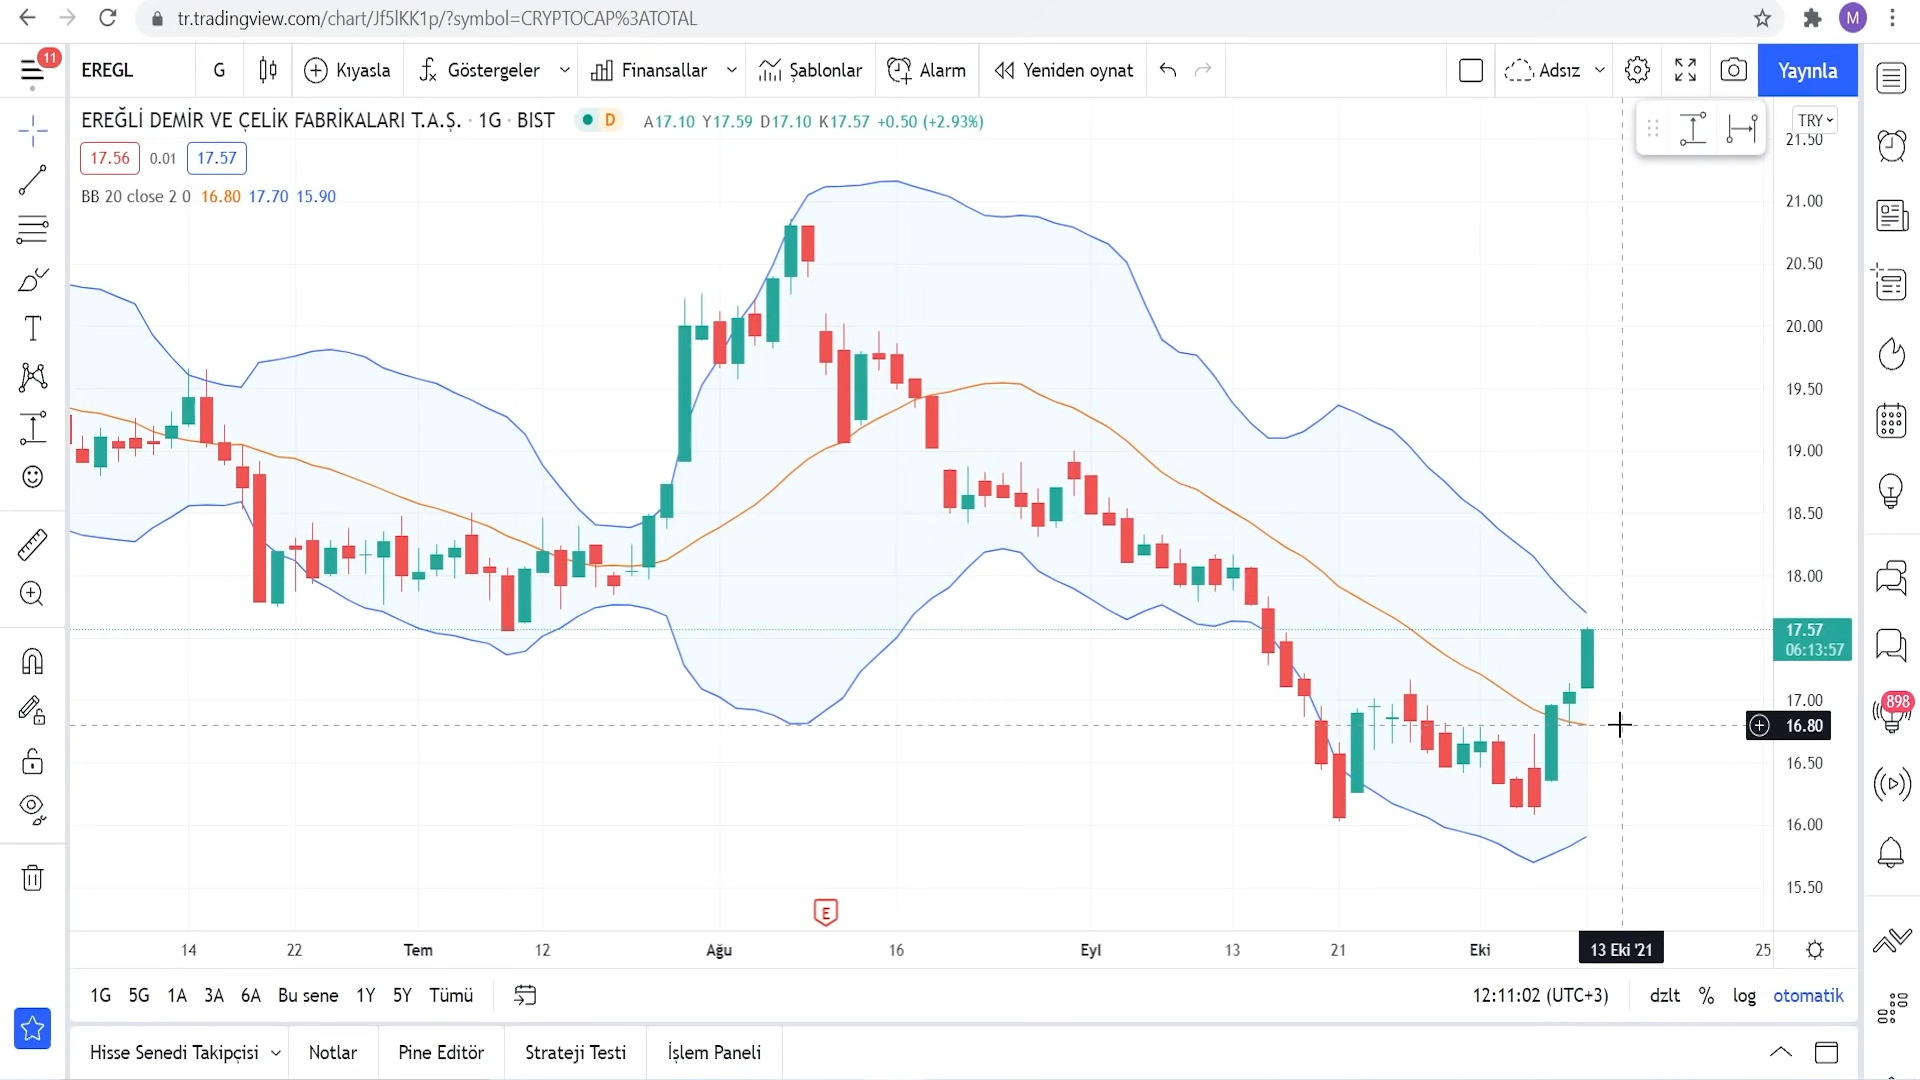 tr.tradingview.com/chart/Jf5lKK1p/?symbol=CRYPTOCAP%3ATOTAL
M
11
EREGL
G
Kıyasla
Göstergeler
Finansallar
Şablonlar
Alarm
Yeniden oynat
Adsız
Yayınla
EREĞLİ DEMİR VE ÇELİK FABRİKALARI T.A.Ş. · 1G · BIST
D
A17.10 Y17.59 D17.10 K17.57 +0.50 (+2.93%)
TRY
17.56 0.01 17.57
BB 20 close 2 0 16.80 17.70 15.90
21.50
21.00
20.50
20.00
19.50
19.00
18.50
18.00
17.57
06:13:57
17.00
16.80
16.50
16.00
15.50
898
E
14 22 Tem 12 Ağu 16 Eyl 13 21 Eki 13 Eki '21 25
1G 5G 1A 3A 6A Bu sene 1Y 5Y Tümü
12:11:02 (UTC+3)
dzlt % log otomatik
Hisse Senedi Takipçisi
Notlar
Pine Editör
Strateji Testi
İşlem Paneli